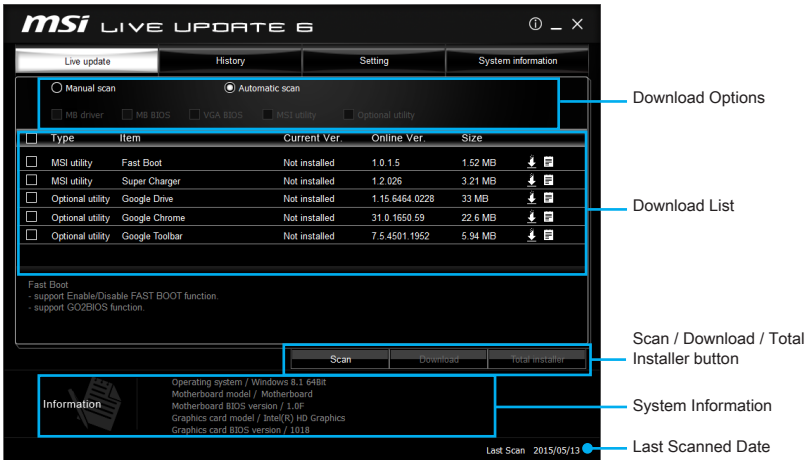 msi LIVE UPDATE 6
Live update History Setting System information
Manual scan Automatic scan
MB driver MB BIOS VGA BIOS MSI utility Optional utility
Download Options
Type Item Current Ver. Online Ver. Size
MSI utility Fast Boot Not installed 1.0.1.5 1.52 MB
MSI utility Super Charger Not installed 1.2.026 3.21 MB
Optional utility Google Drive Not installed 1.15.6464.0228 33 MB
Download List
Optional utility Google Chrome Not installed 31.0.1650.59 22.6 MB
Optional utility Google Toolbar Not installed 7.5.4501.1952 5.94 MB
Fast Boot
- support Enable/Disable FAST BOOT function.
- support GO2BIOS function.
Scan Download Total Installer
Scan / Download / Total
Installer button
Information
Operating system / Windows 8.1 64Bit
Motherboard model / Motherboard
Motherboard BIOS version / 1.0F
Graphics card model / Intel(R) HD Graphics
Graphics card BIOS version / 1018
System Information
Last Scan 2015/05/13
Last Scanned Date